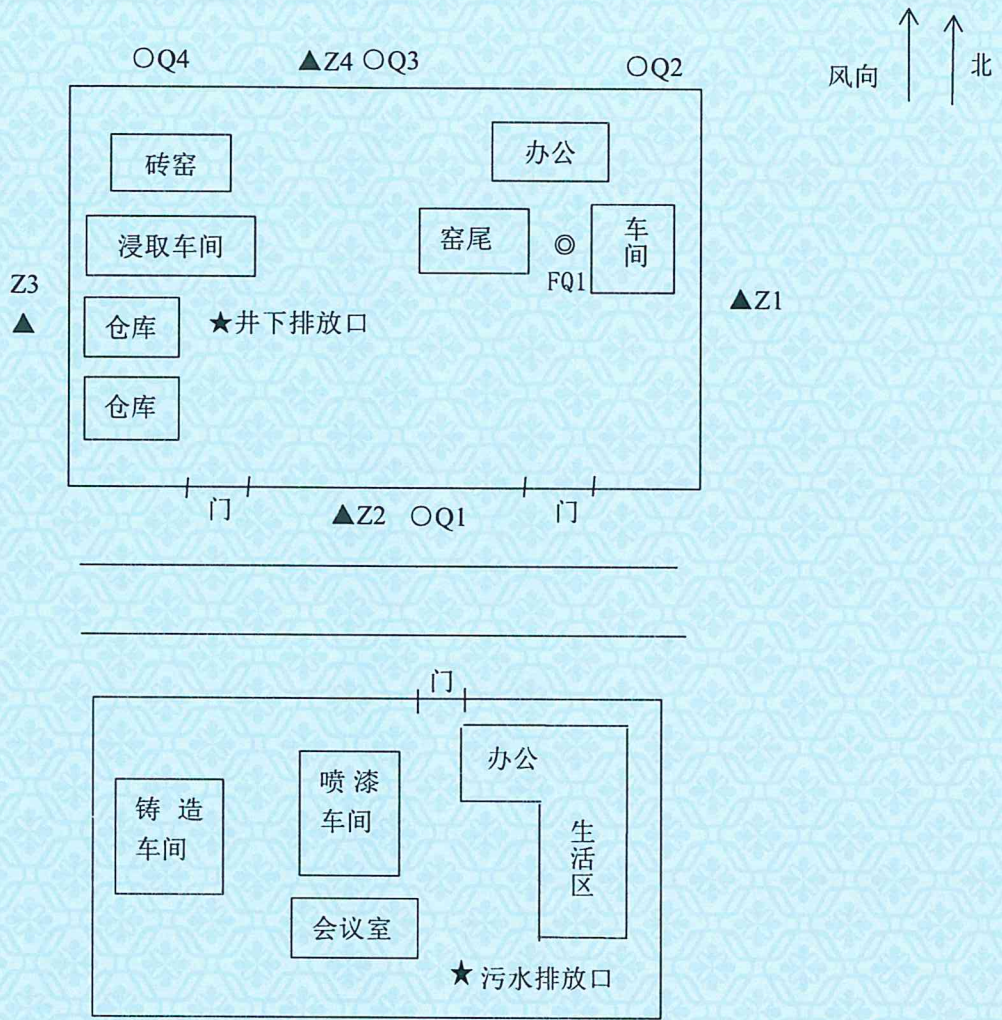 ○Q4
▲Z4 ○Q3
○Q2
风向
北
砖窑
办公
浸取车间
窑尾
◎
FQ1
车间
Z3
▲
仓库
★井下排放口
▲Z1
仓库
门
▲Z2 ○Q1
门
门
办公
喷漆
车间
铸造
车间
生活区
会议室
★污水排放口